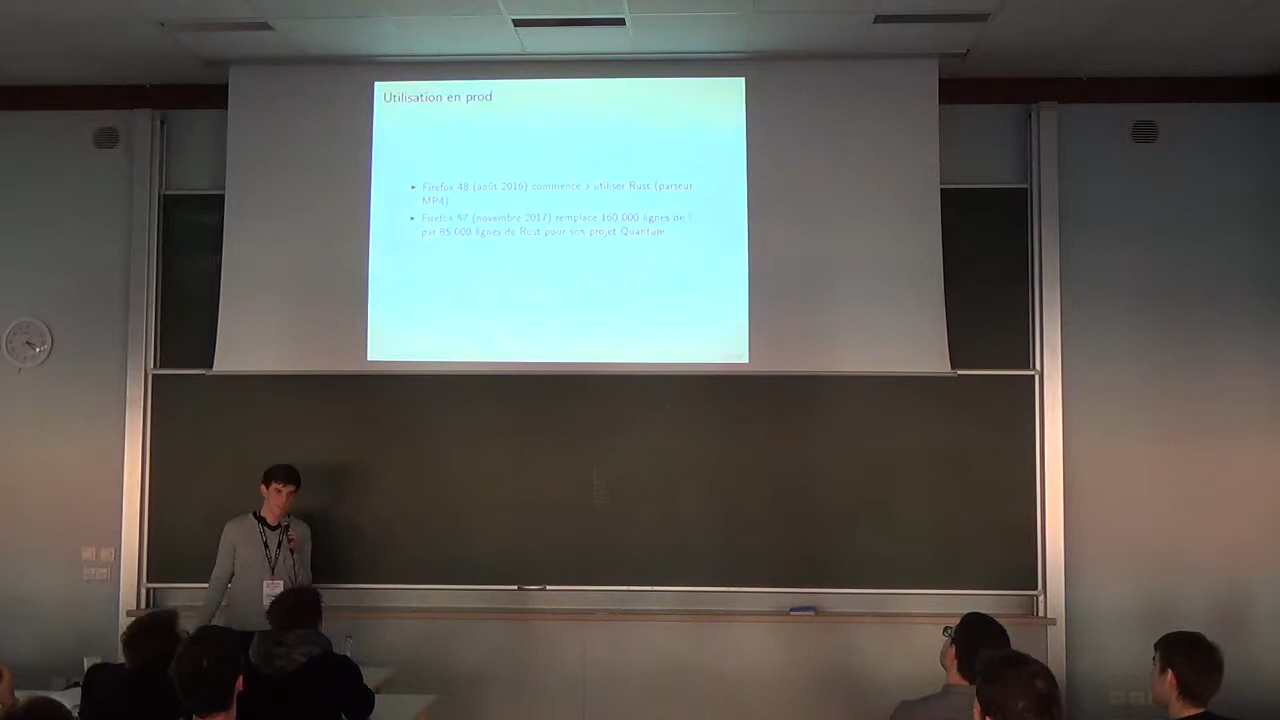 Utilisation en prod
Firefox 48 (août 2016) commence à utiliser Rust (parseur
MP4)
Firefox 57 (novembre 2017) remplace 160 000 lignes de
par 85 000 lignes de Rust pour son projet Quantum